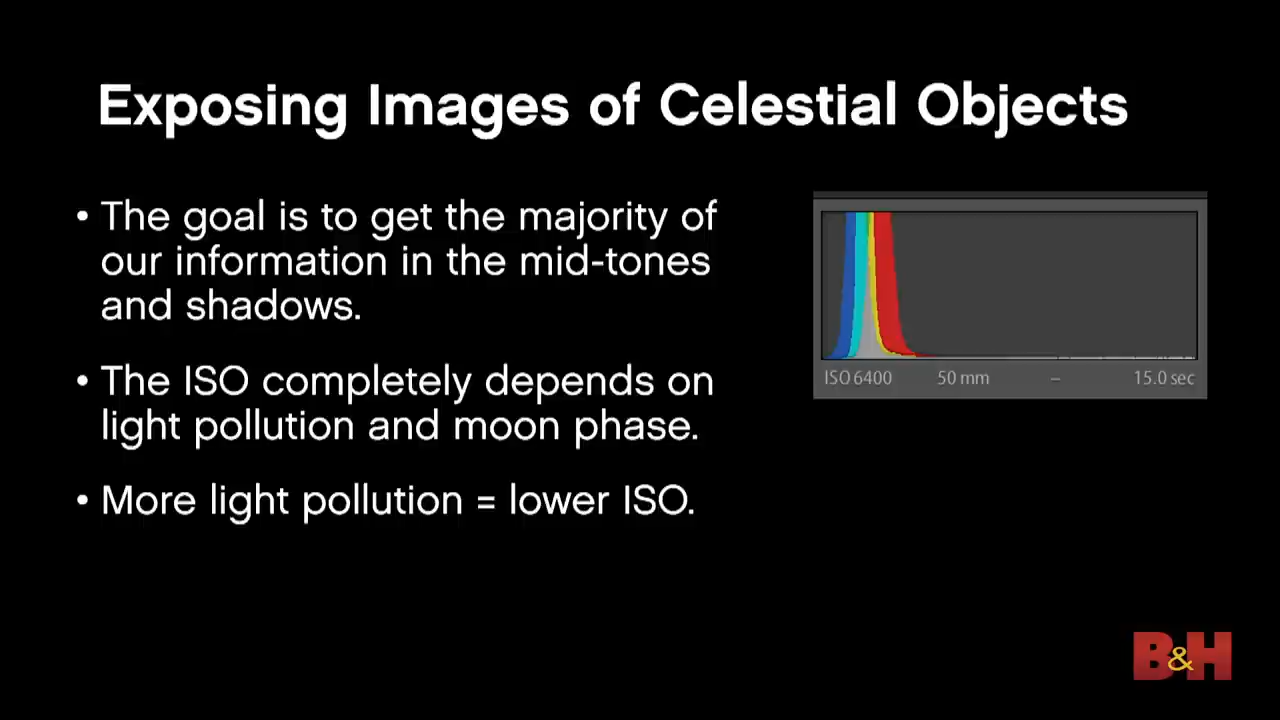 Exposing Images of Celestial Objects
• The goal is to get the majority of
our information in the mid-tones
and shadows.
• The ISO completely depends on
light pollution and moon phase.
• More light pollution = lower ISO.
ISO 6400 50 mm – 15.0 sec
B&H